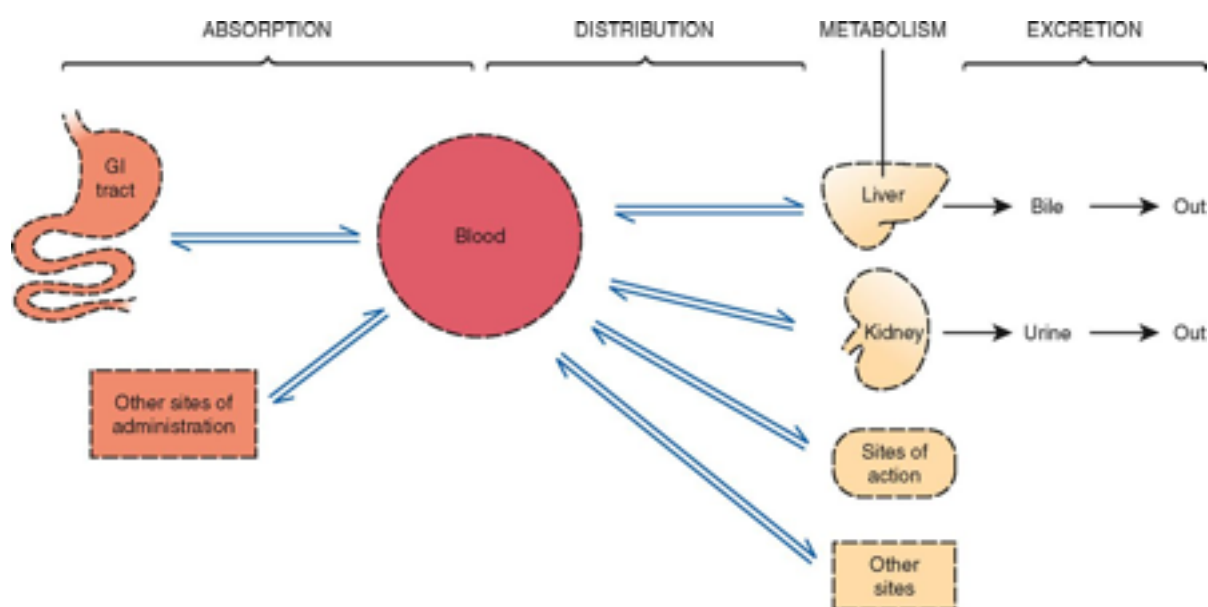 ABSORPTION
DISTRIBUTION
METABOLISM
EXCRETION
GI
tract
Blood
Liver
Bile
Out
Kidney
Urine
Out
Other sites of
administration
Sites of
action
Other
sites